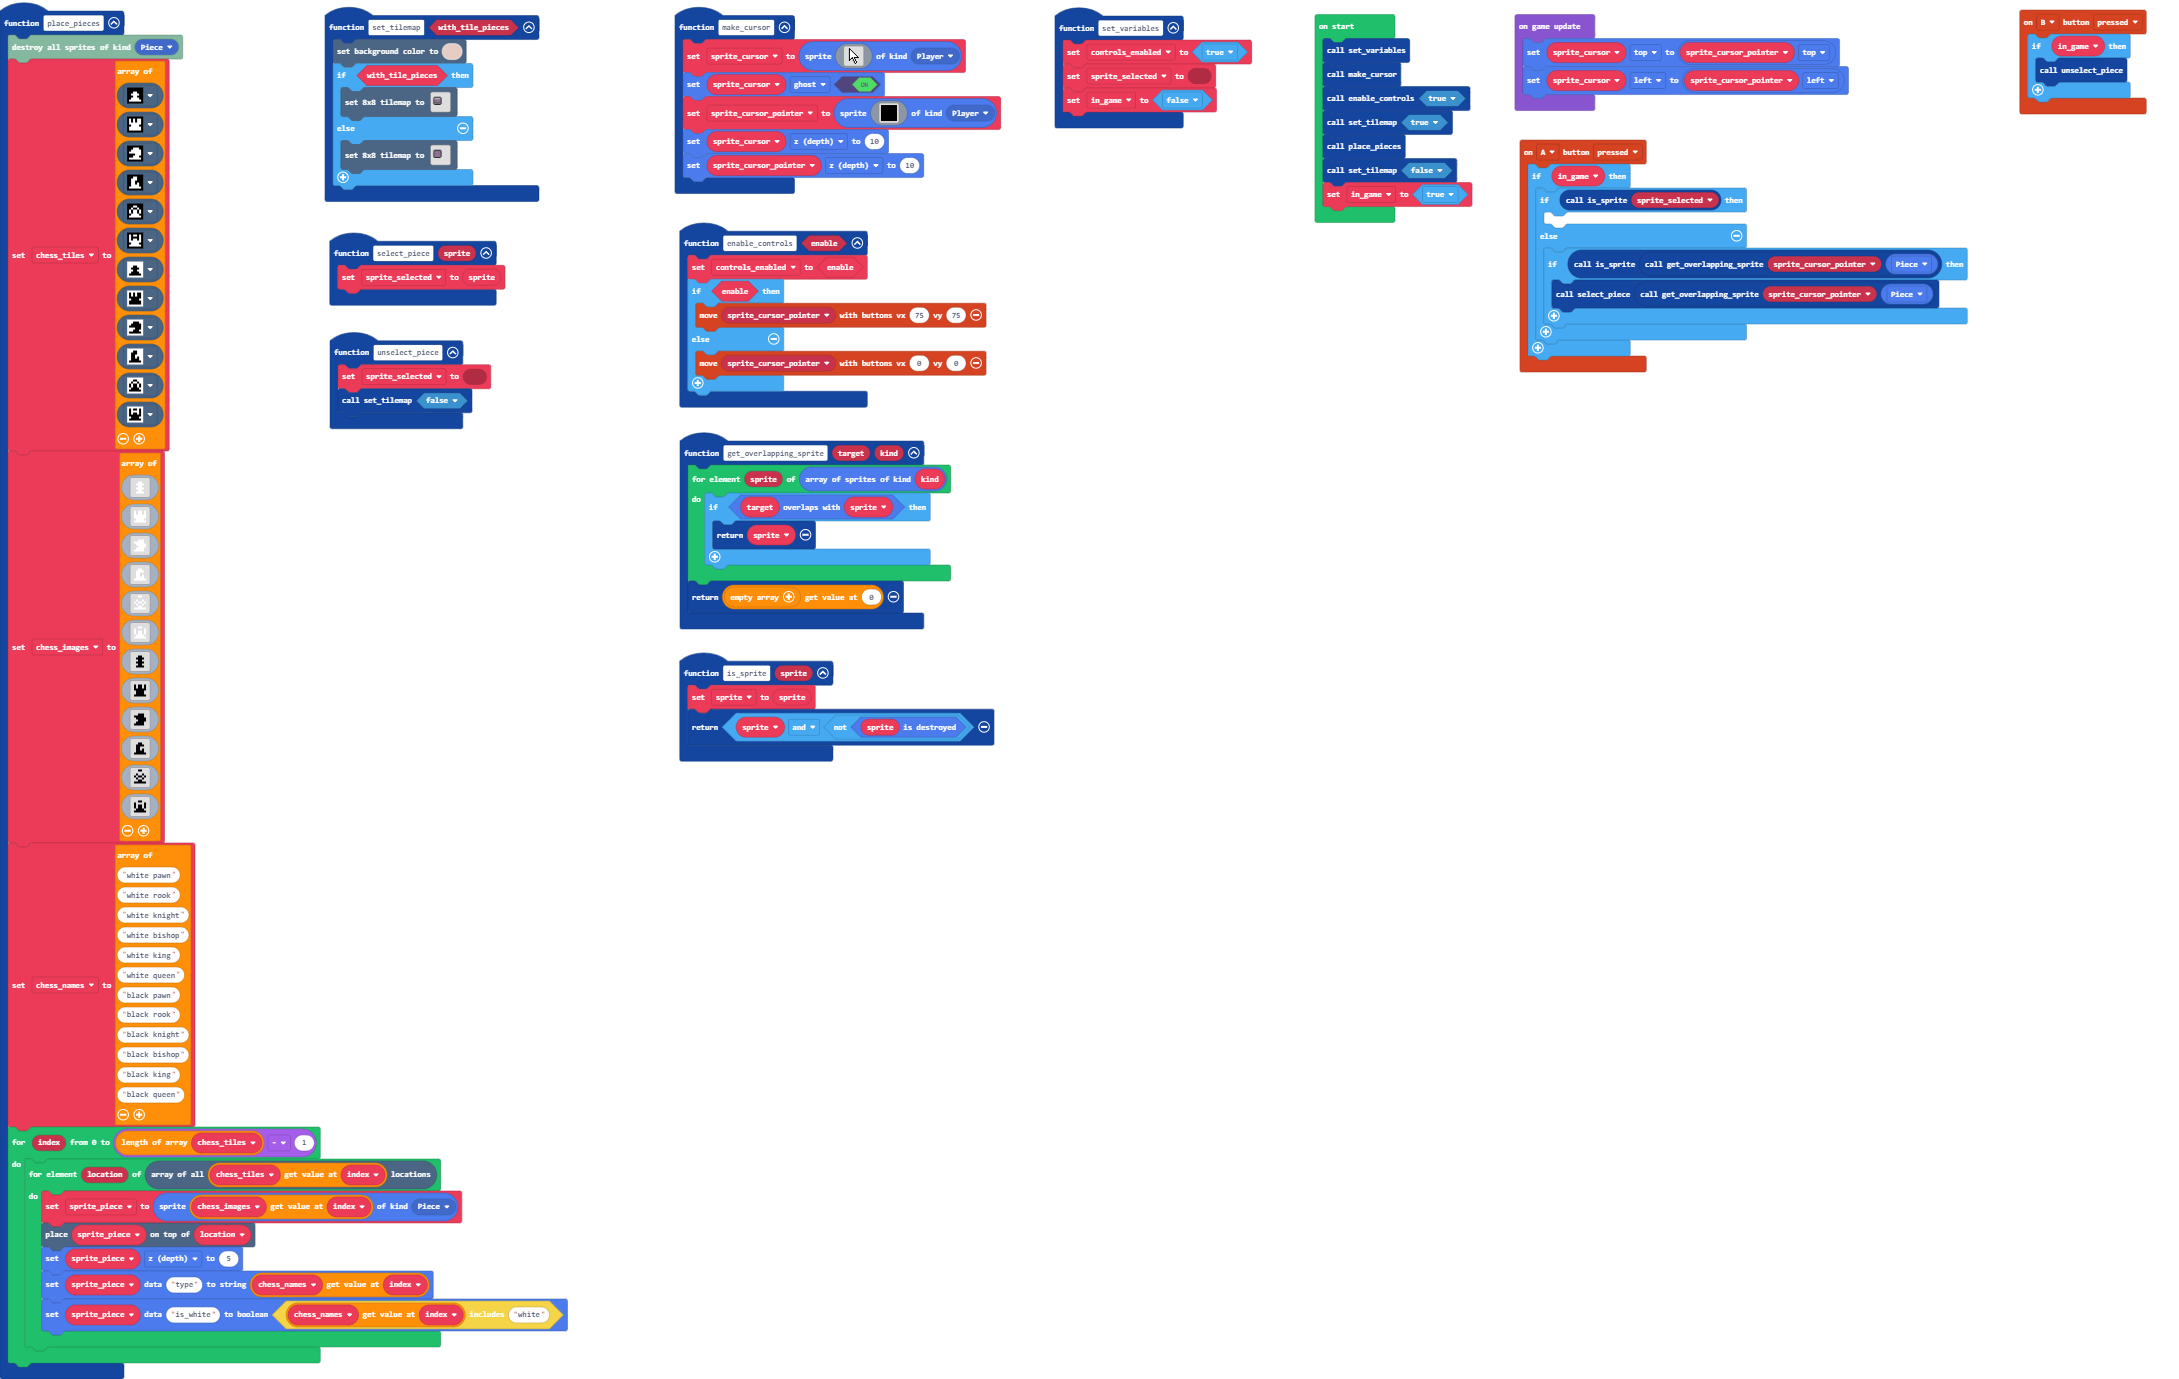 function place_pieces
destroy all sprites of kind Piece
set chess_tiles to
array of
set chess_images to
array of
set chess_names to
array of
"white pawn"
"white rook"
"white knight"
"white bishop"
"white king"
"white queen"
"black pawn"
"black rook"
"black knight"
"black bishop"
"black king"
"black queen"
for index from 0 to length of array chess_tiles - 1
do
for element location of array of all chess_tiles get value at index locations
do
set sprite_piece to sprite chess_images get value at index of kind Piece
place sprite_piece on top of location
set sprite_piece z (depth) to 5
set sprite_piece data "type" to string chess_names get value at index
set sprite_piece data "is_white" to boolean chess_names get value at index includes "white"
function set_tilemap with_tile_pieces
set background color to
if with_tile_pieces then
set 8x8 tilemap to
else
set 8x8 tilemap to
function select_piece sprite
set sprite_selected to sprite
function unselect_piece
set sprite_selected to
call set_tilemap false
function make_cursor
set sprite_cursor to sprite of kind Player
set sprite_cursor ghost ON
set sprite_cursor_pointer to sprite of kind Player
set sprite_cursor z (depth) to 10
set sprite_cursor_pointer z (depth) to 10
function enable_controls enable
set controls_enabled to enable
if enable then
move sprite_cursor_pointer with buttons vx 75 vy 75
else
move sprite_cursor_pointer with buttons vx 0 vy 0
function get_overlapping_sprite target kind
for element sprite of array of sprites of kind kind
do
if target overlaps with sprite then
return sprite
return empty array get value at 0
function is_sprite sprite
set sprite to sprite
return sprite and not sprite is destroyed
function set_variables
set controls_enabled to true
set sprite_selected to
set in_game to false
on start
call set_variables
call make_cursor
call enable_controls true
call set_tilemap true
call place_pieces
call set_tilemap false
set in_game to true
on game update
set sprite_cursor top to sprite_cursor_pointer top
set sprite_cursor left to sprite_cursor_pointer left
on A button pressed
if in_game then
if call is_sprite sprite_selected then
else
if call is_sprite call get_overlapping_sprite sprite_cursor_pointer Piece then
call select_piece call get_overlapping_sprite sprite_cursor_pointer Piece
on B button pressed
if in_game then
call unselect_piece